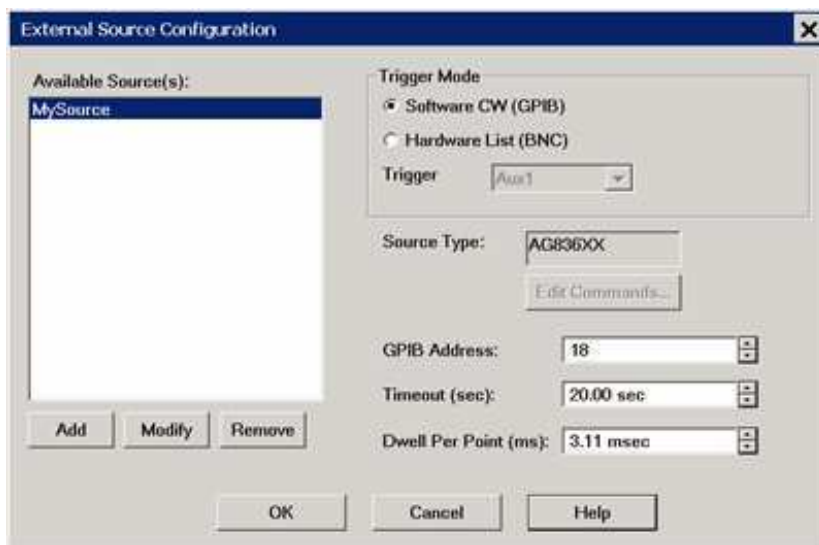 External Source Configuration
Available Source(s):
MySource
Add
Modify
Remove
Trigger Mode
Software CW (GPIB)
Hardware List (BNC)
Trigger
Aux1
Source Type:
AG836XX
Edit Commands...
GPIB Address:
18
Timeout (sec):
20.00 sec
Dwell Per Point (ms):
3.11 msec
OK
Cancel
Help